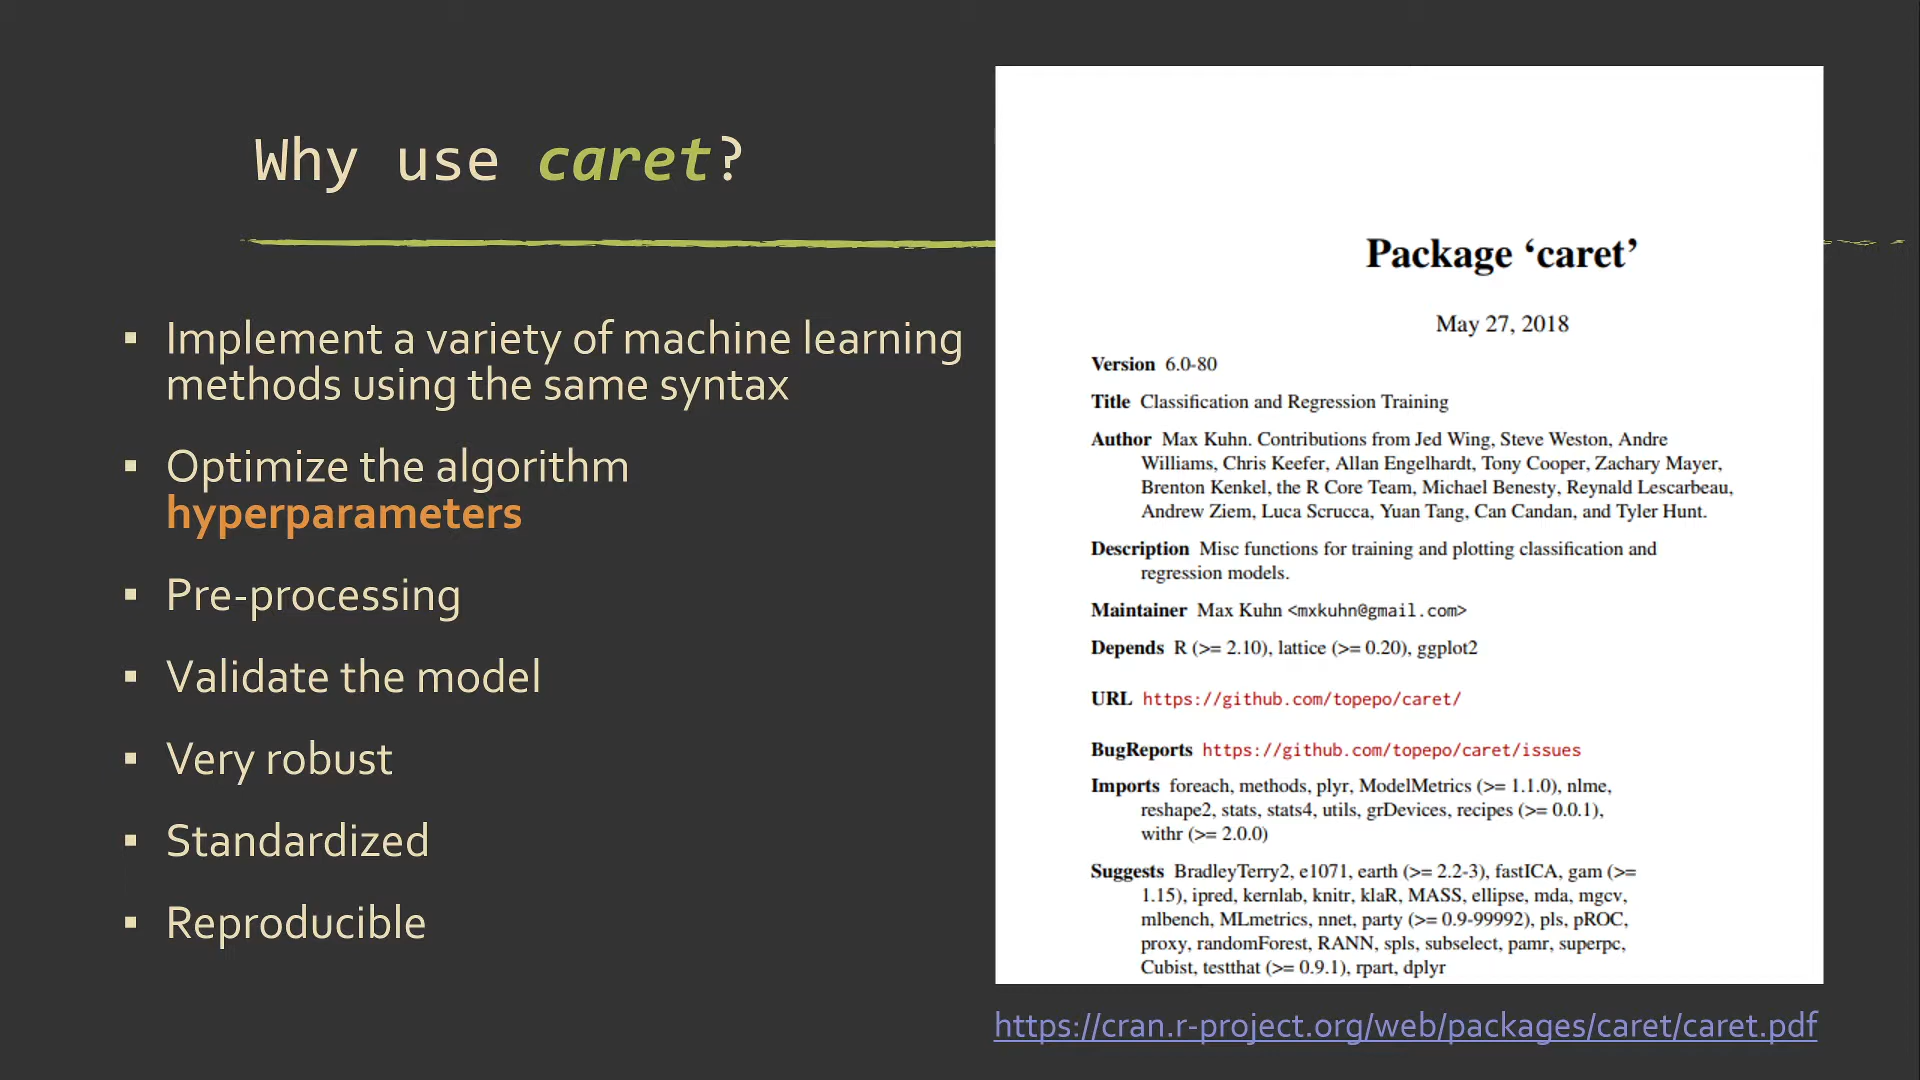 Why use caret?
▪ Implement a variety of machine learning
methods using the same syntax
▪ Optimize the algorithm
hyperparameters
▪ Pre-processing
▪ Validate the model
▪ Very robust
▪ Standardized
▪ Reproducible
Package ‘caret’
May 27, 2018
Version 6.0-80
Title Classification and Regression Training
Author Max Kuhn. Contributions from Jed Wing, Steve Weston, Andre
Williams, Chris Keefer, Allan Engelhardt, Tony Cooper, Zachary Mayer,
Brenton Kenkel, the R Core Team, Michael Benesty, Reynald Lescarbeau,
Andrew Ziem, Luca Scrucca, Yuan Tang, Can Candan, and Tyler Hunt.
Description Misc functions for training and plotting classification and
regression models.
Maintainer Max Kuhn <mxkuhn@gmail.com>
Depends R (>= 2.10), lattice (>= 0.20), ggplot2
URL https://github.com/topepo/caret/
BugReports https://github.com/topepo/caret/issues
Imports foreach, methods, plyr, ModelMetrics (>= 1.1.0), nlme,
reshape2, stats, stats4, utils, grDevices, recipes (>= 0.0.1),
withr (>= 2.0.0)
Suggests BradleyTerry2, e1071, earth (>= 2.2-3), fastICA, gam (>=
1.15), ipred, kernlab, knitr, klaR, MASS, ellipse, mda, mgcv,
mlbench, MLmetrics, nnet, party (>= 0.9-99992), pls, pROC,
proxy, randomForest, RANN, spls, subselect, pamr, superpc,
Cubist, testthat (>= 0.9.1), rpart, dplyr
https://cran.r-project.org/web/packages/caret/caret.pdf